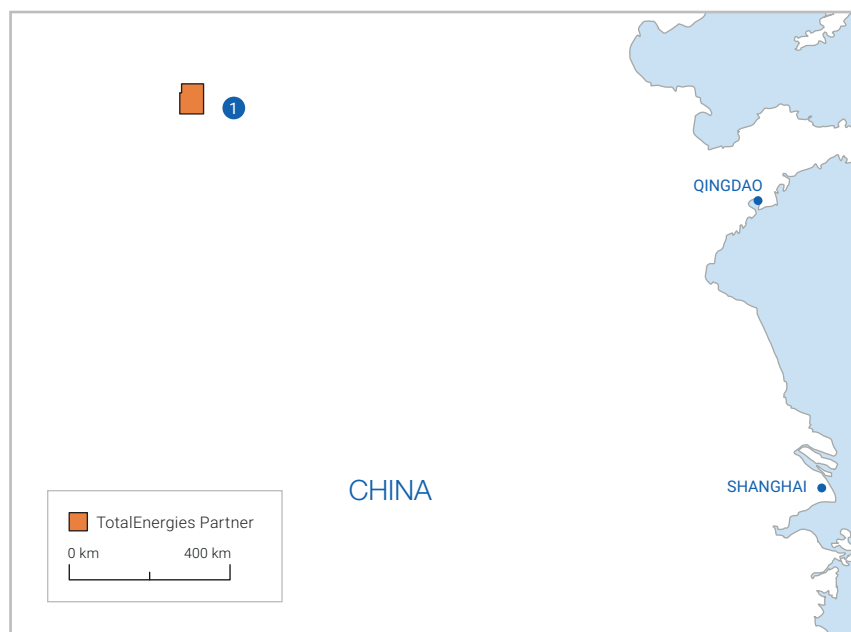 1
QINGDAO
CHINA
SHANGHAI
TotalEnergies Partner
0 km 400 km